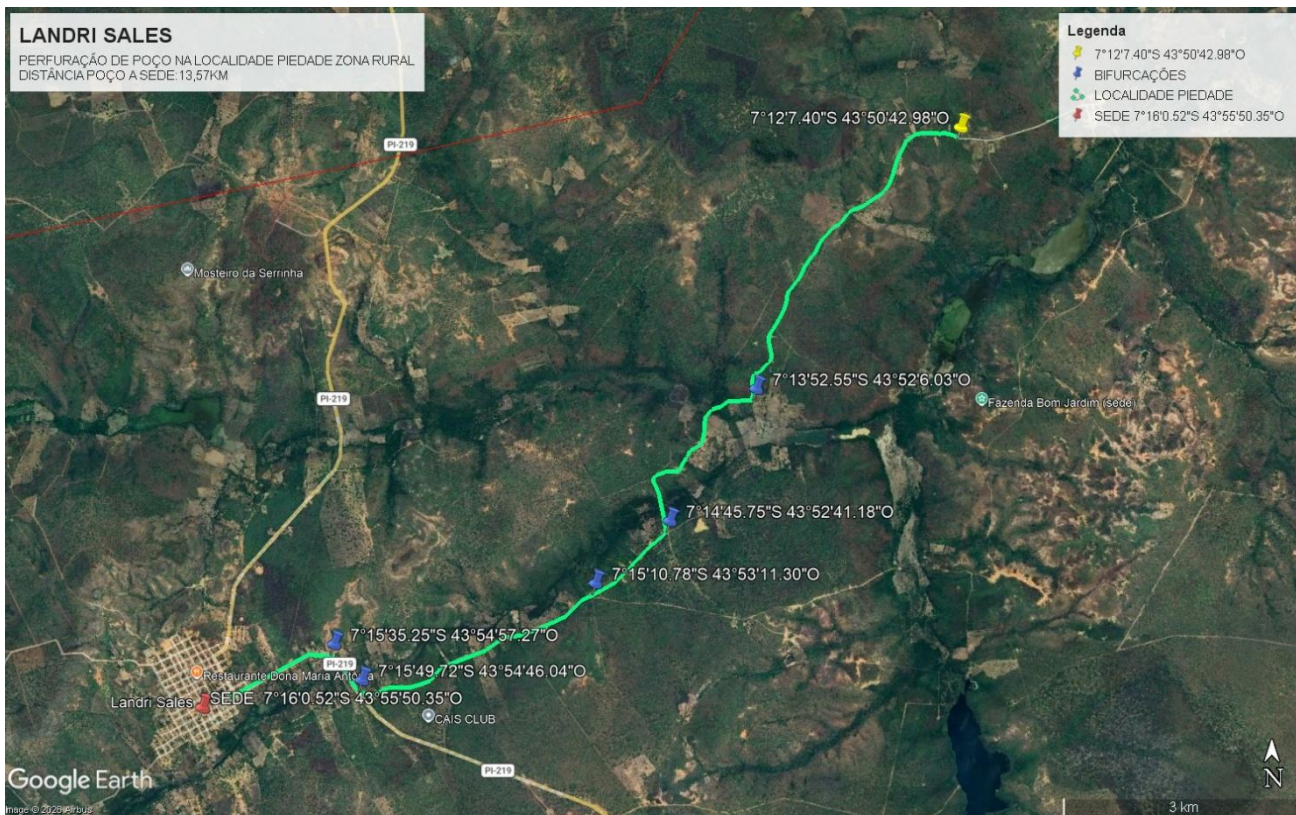 LANDRI SALES
PERFURAÇÃO DE POÇO NA LOCALIDADE PIEDADE ZONA RURAL
DISTÂNCIA POÇO A SEDE: 13,57KM
Legenda
7°12'7.40"S 43°50'42.98"O
BIFURCAÇÕES
LOCALIDADE PIEDADE
SEDE 7°16'0.52"S 43°55'50.35"O
7°12'7.40"S 43°50'42.98"O
PI-219
Mosteiro da Serrinha
7°13'52.55"S 43°52'6.03"O
PI-219
Fazenda Bom Jardim (sede)
7°14'45.75"S 43°52'41.18"O
7°15'10.78"S 43°53'11.30"O
7°15'35.25"S 43°54'57.27"O
PI-219
Restaurante Dona Maria
7°15'49.72"S 43°54'46.04"O
Landri Sales
SEDE 7°16'0.52"S 43°55'50.35"O
CAIS CLUB
PI-219
Google Earth
N
3 km